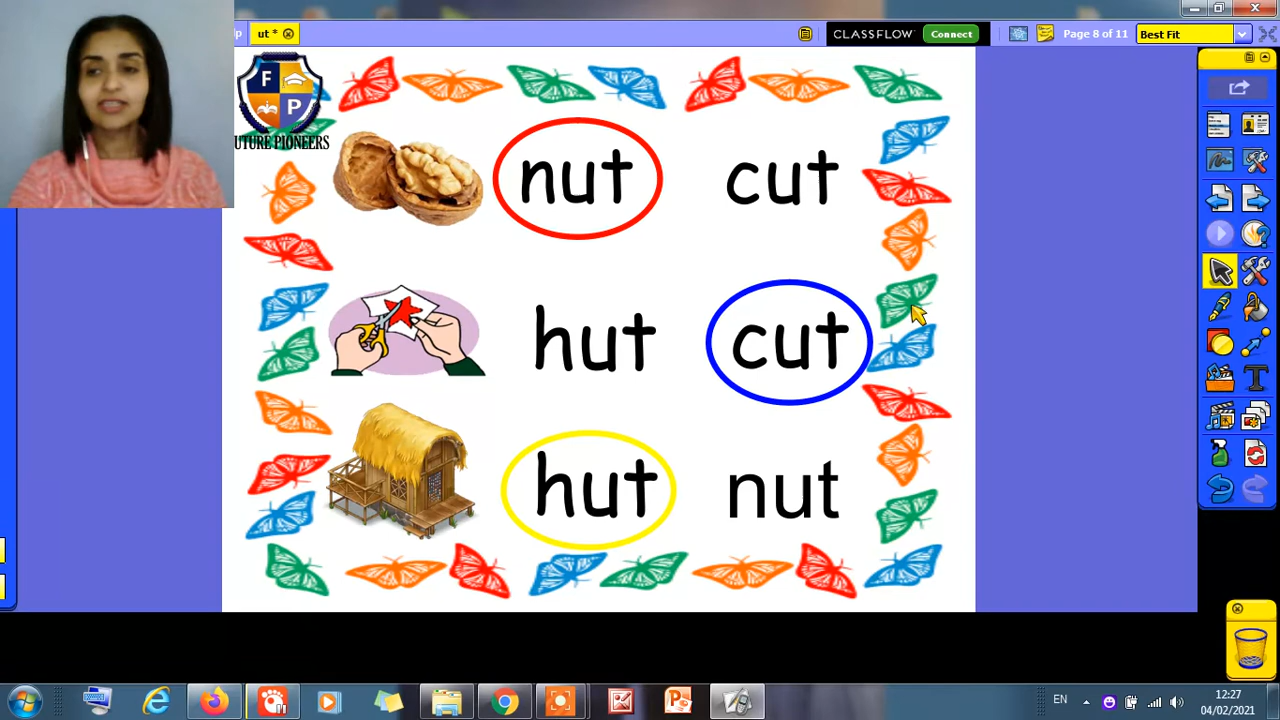 lp
ut *
CLASSFLOW
Connect
Page 8 of 11
Best Fit
F
P
UTURE PIONEERS
nut
cut
hut
cut
hut
nut
EN
12:27
04/02/2021